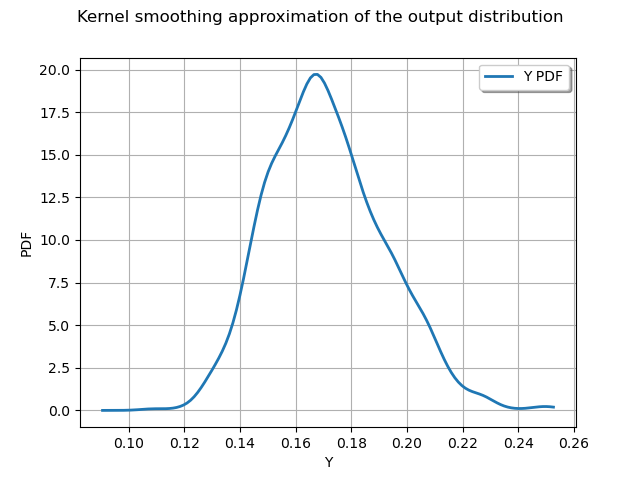 Kernel smoothing approximation of the output distribution
Y PDF
20.0
17.5
15.0
12.5
10.0
7.5
5.0
2.5
0.0
PDF
0.10 0.12 0.14 0.16 0.18 0.20 0.22 0.24 0.26
Y